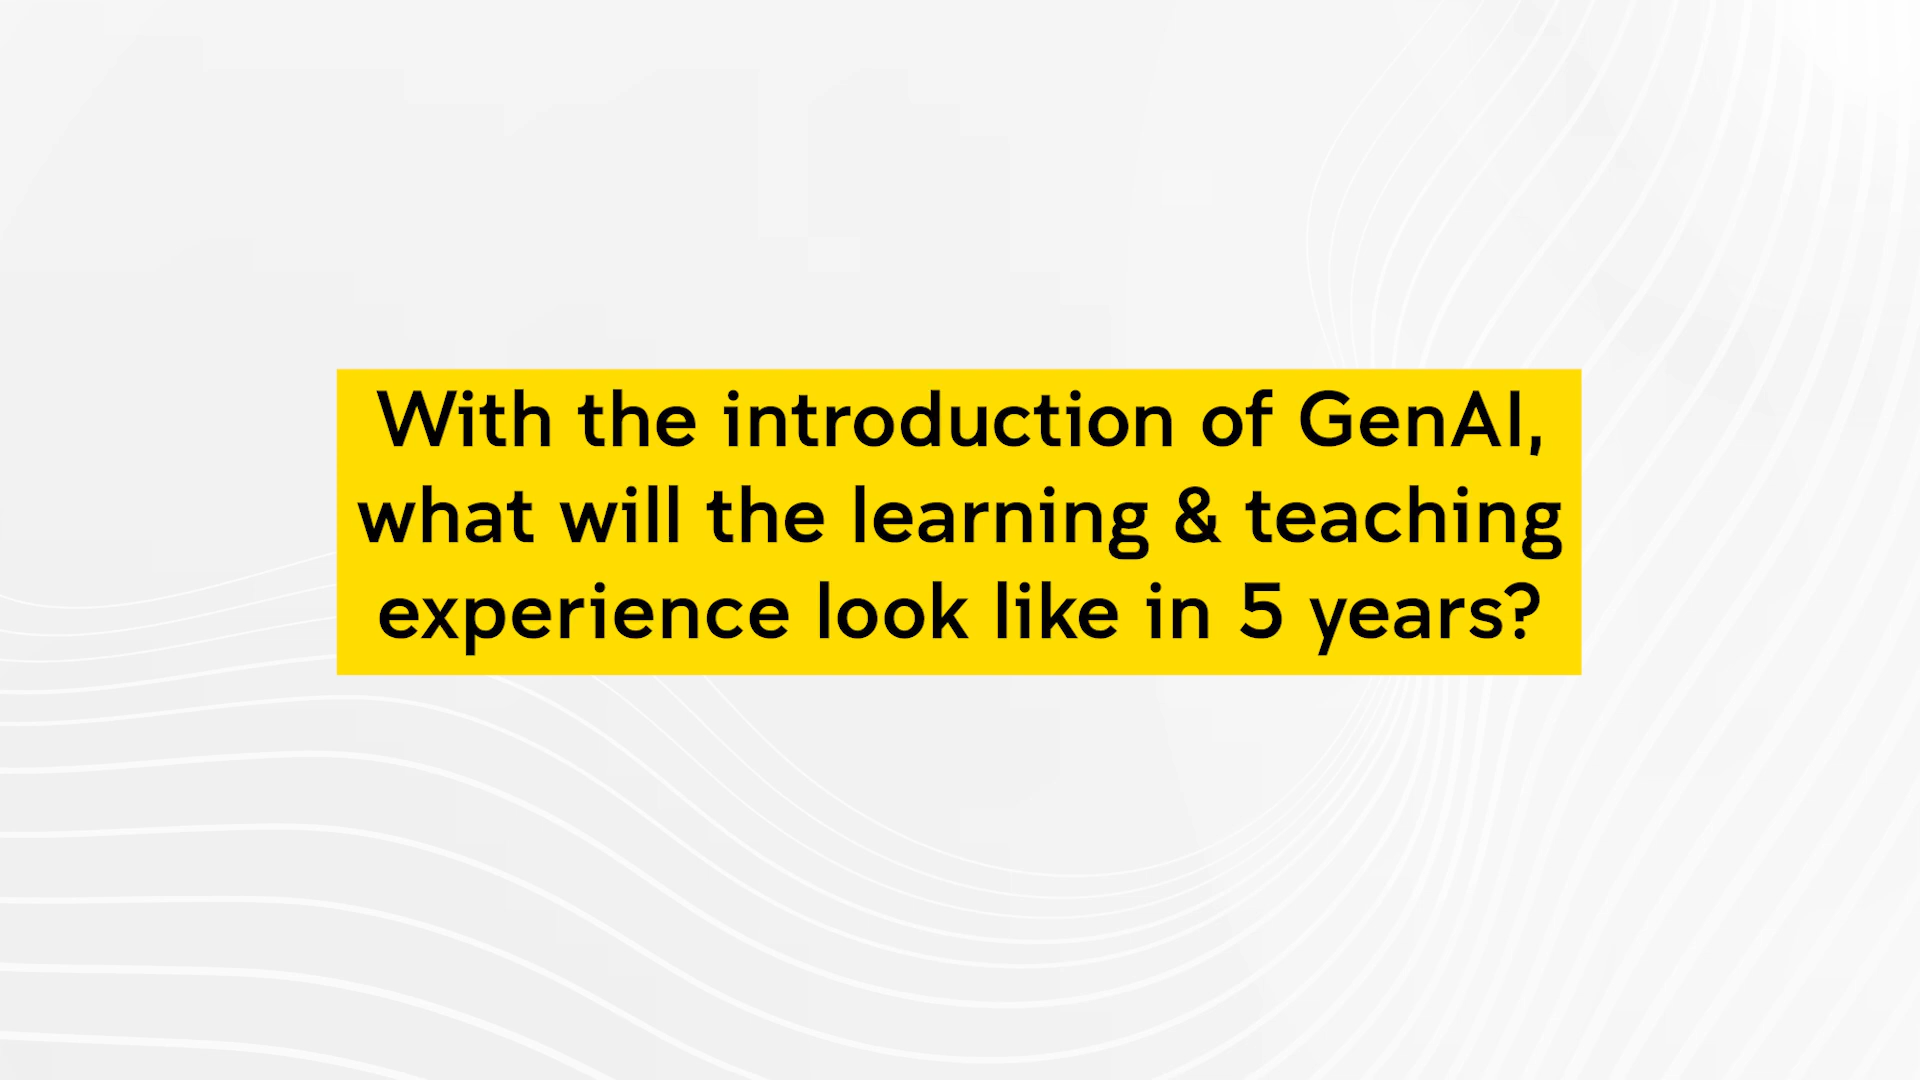 With the introduction of GenAI,
what will the learning & teaching
experience look like in 5 years?